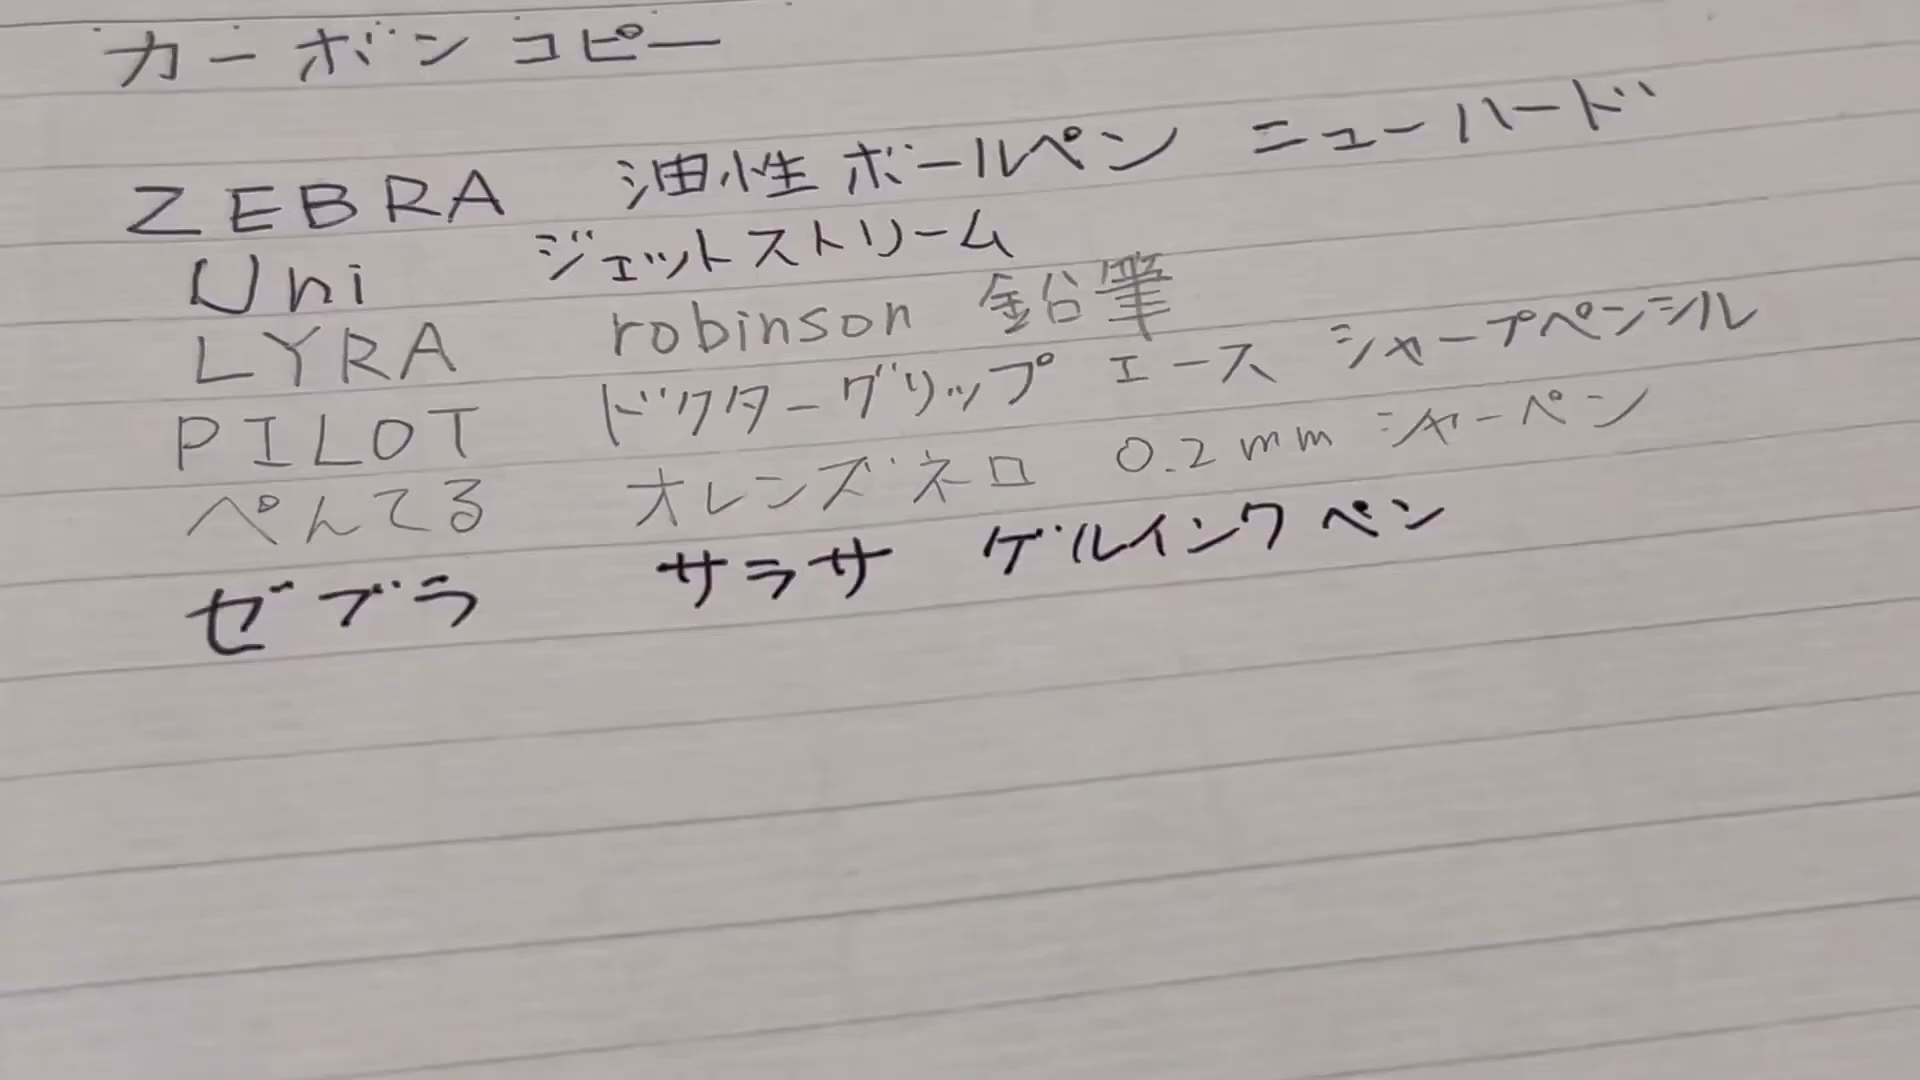 カーボンコピー
ZEBRA 油性ボールペン ニューハード
Uni ジェットストリーム
LYRA robinson 鉛筆
PILOT ドクターグリップ エース シャープペンシル
ぺんてる オレンズネロ 0.2mm シャーペン
ゼブラ サラサ ゲルインクペン